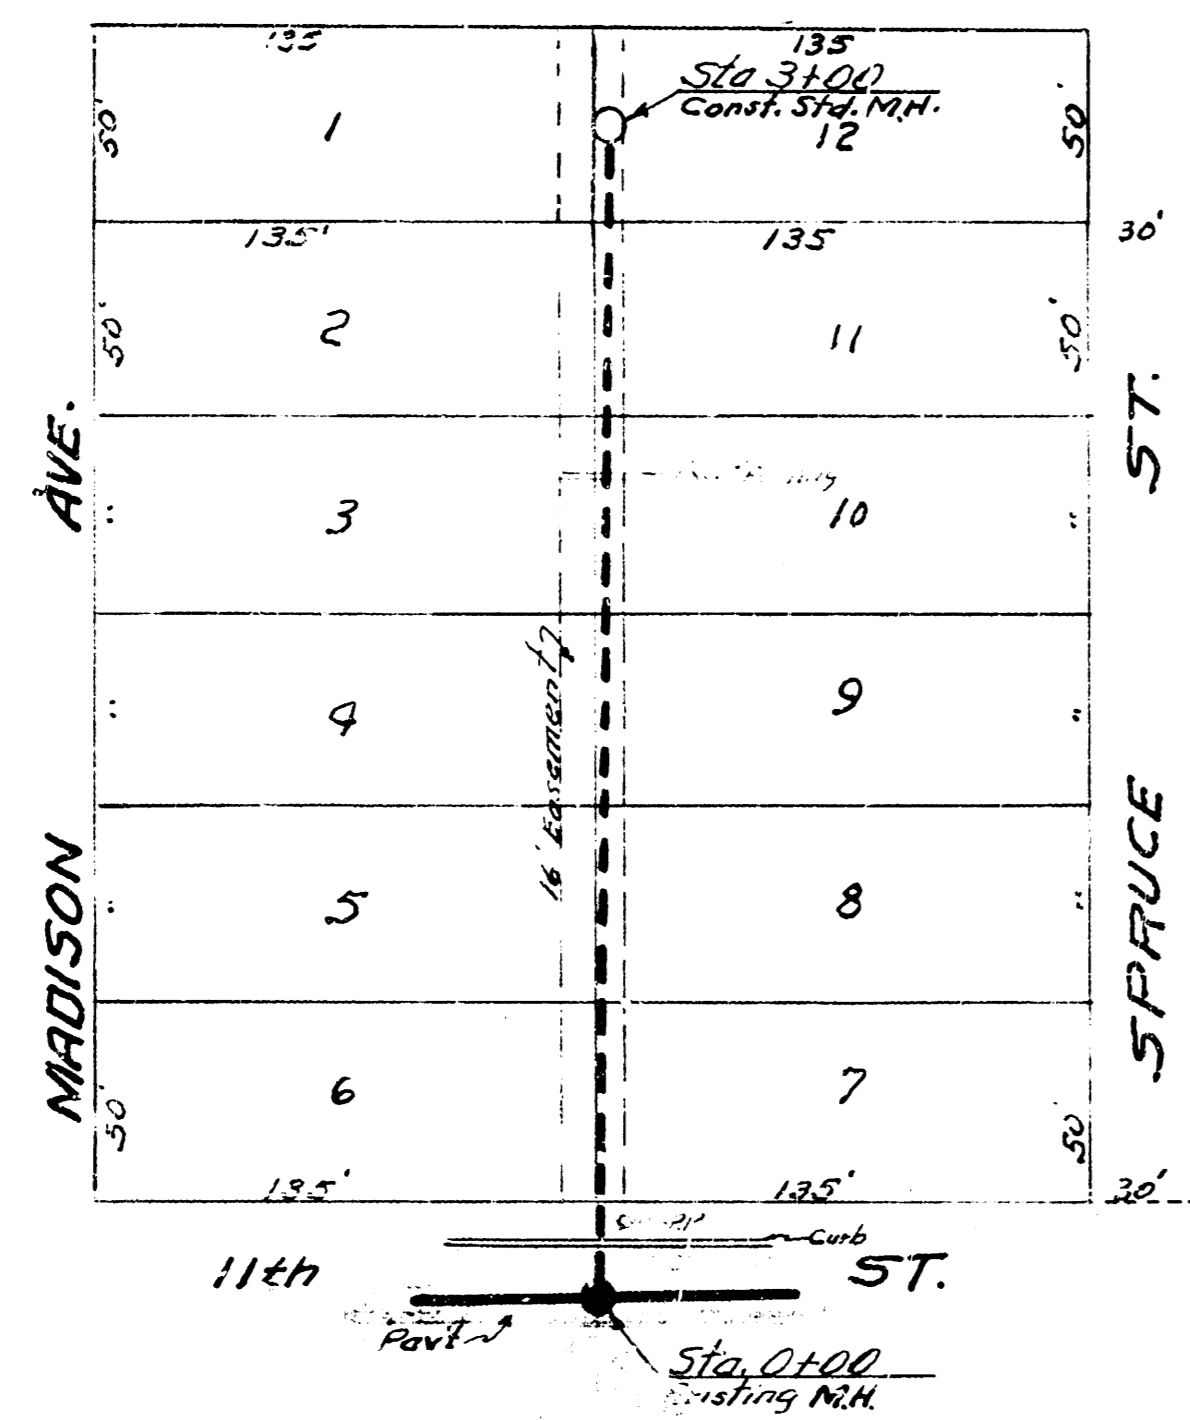 135
135
Sta 3+00
Const. Std. M.H.
50'
1
12
50'
135'
135
30'
50'
2
11
50'
AVE.
ST.
"
3
10
"
"
4
9
"
16' Easement
MADISON
SPRUCE
"
5
8
"
50'
6
7
50
135'
135'
30'
Curb
11th
ST.
Pav't
Sta. 0+00
M.H.